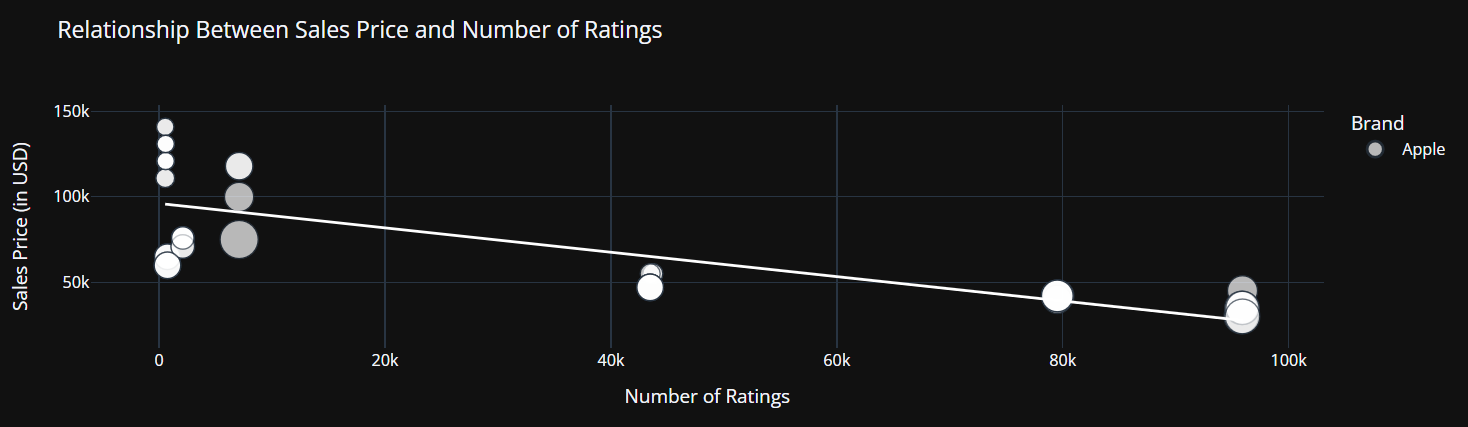 Relationship Between Sales Price and Number of Ratings
150k
100k
50k
Sales Price (in USD)
0 20k 40k 60k 80k 100k
Number of Ratings
Brand
Apple